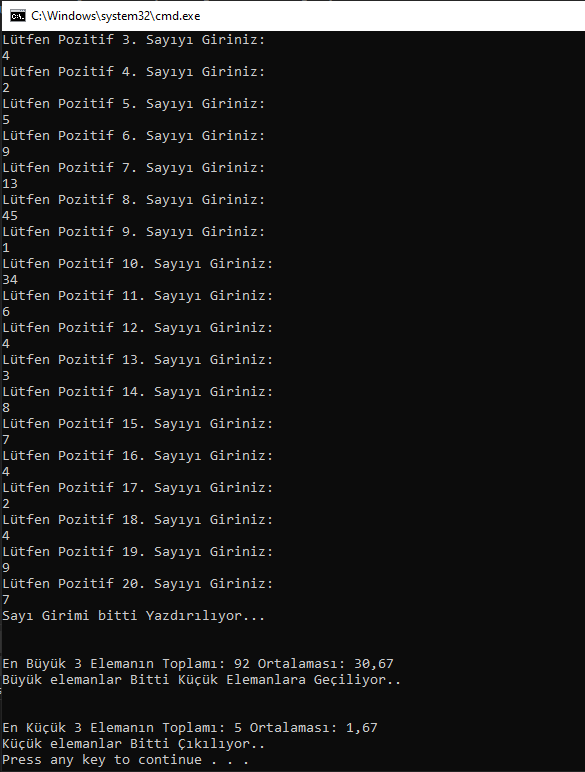 C:\Windows\system32\cmd.exe
Lütfen Pozitif 3. Sayıyı Giriniz:
4
Lütfen Pozitif 4. Sayıyı Giriniz:
2
Lütfen Pozitif 5. Sayıyı Giriniz:
5
Lütfen Pozitif 6. Sayıyı Giriniz:
9
Lütfen Pozitif 7. Sayıyı Giriniz:
13
Lütfen Pozitif 8. Sayıyı Giriniz:
45
Lütfen Pozitif 9. Sayıyı Giriniz:
1
Lütfen Pozitif 10. Sayıyı Giriniz:
34
Lütfen Pozitif 11. Sayıyı Giriniz:
6
Lütfen Pozitif 12. Sayıyı Giriniz:
4
Lütfen Pozitif 13. Sayıyı Giriniz:
3
Lütfen Pozitif 14. Sayıyı Giriniz:
8
Lütfen Pozitif 15. Sayıyı Giriniz:
7
Lütfen Pozitif 16. Sayıyı Giriniz:
4
Lütfen Pozitif 17. Sayıyı Giriniz:
2
Lütfen Pozitif 18. Sayıyı Giriniz:
4
Lütfen Pozitif 19. Sayıyı Giriniz:
9
Lütfen Pozitif 20. Sayıyı Giriniz:
7
Sayı Girimi bitti Yazdırılıyor...
En Büyük 3 Elemanın Toplamı: 92 Ortalaması: 30,67
Büyük elemanlar Bitti Küçük Elemanlara Geçiliyor..
En Küçük 3 Elemanın Toplamı: 5 Ortalaması: 1,67
Küçük elemanlar Bitti Çıkılıyor..
Press any key to continue . . .